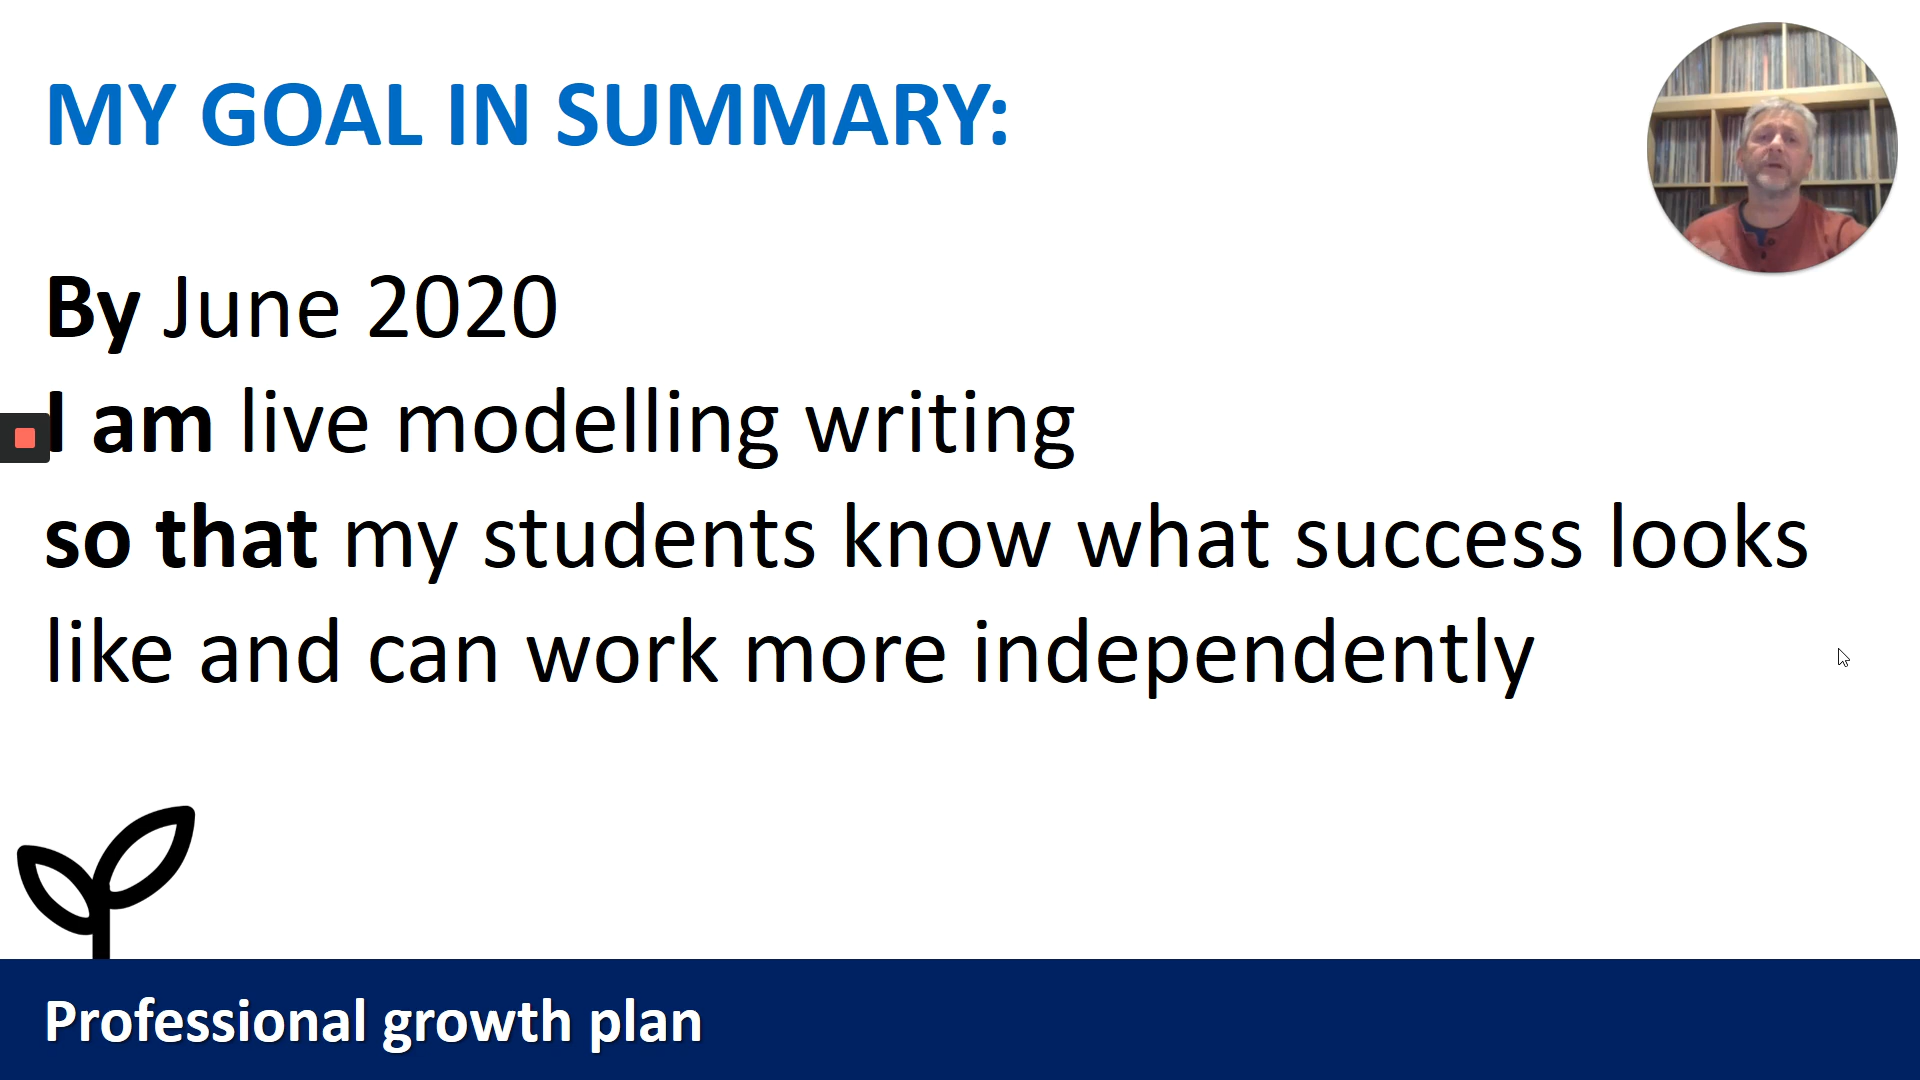 MY GOAL IN SUMMARY:
By June 2020
I am live modelling writing
so that my students know what success looks
like and can work more independently
Professional growth plan